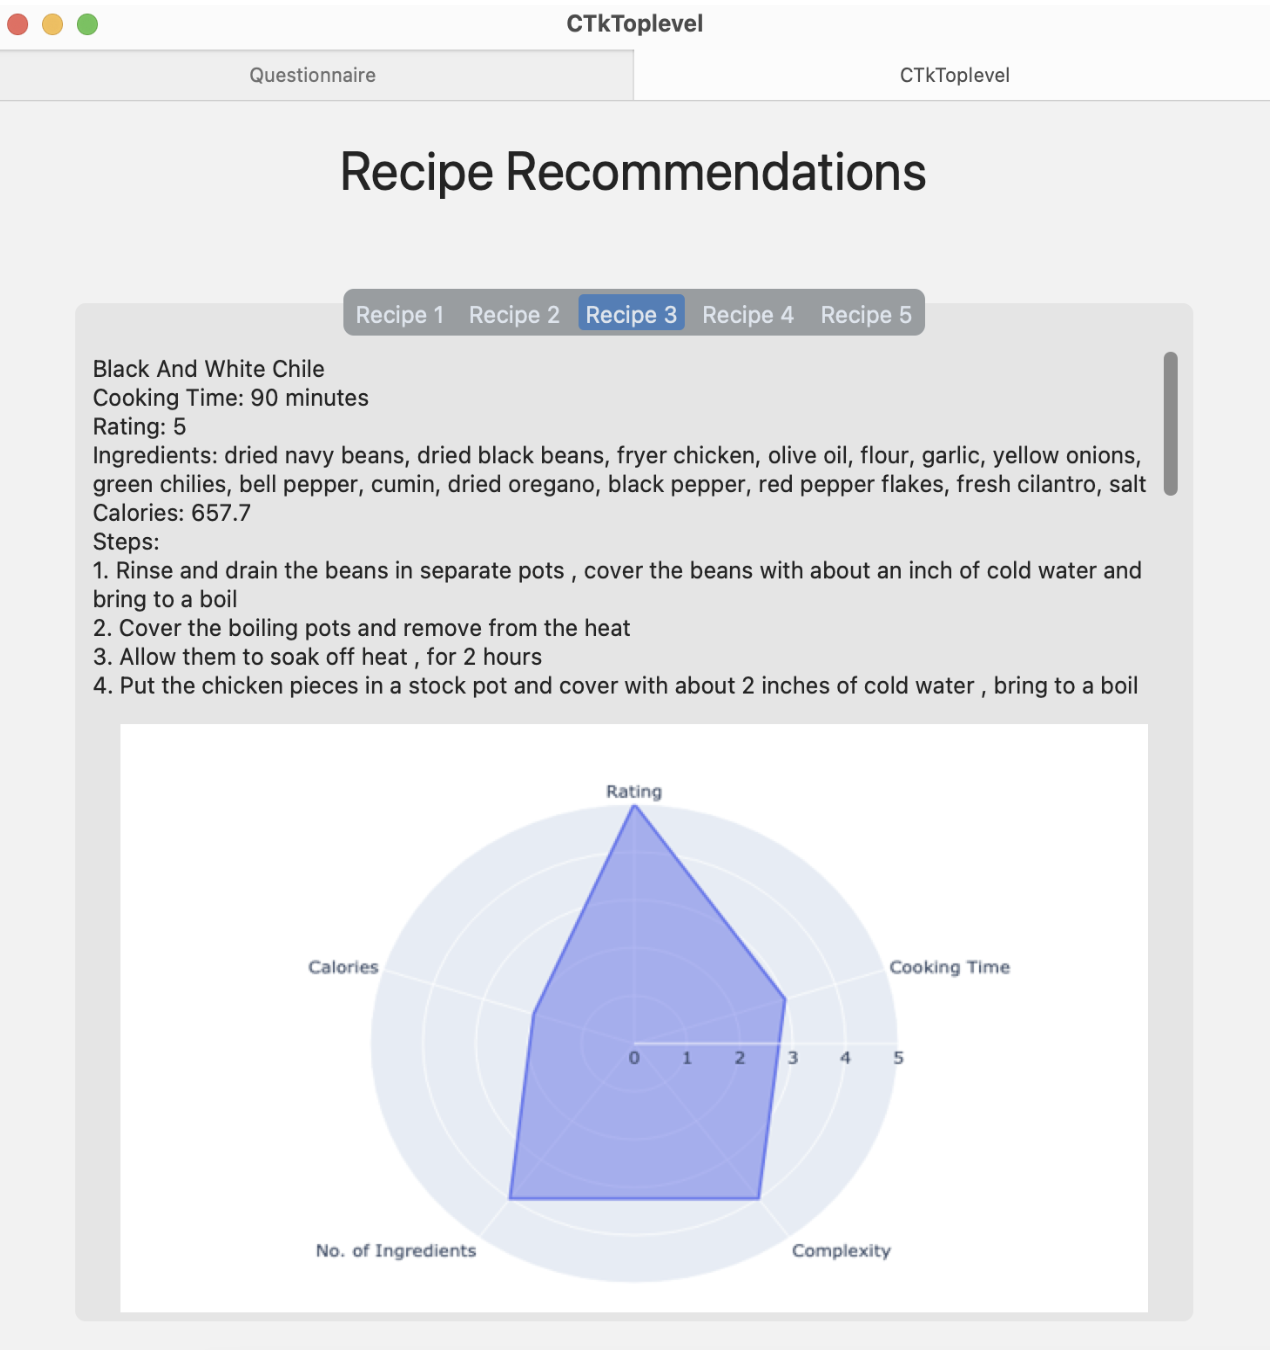 CTkToplevel
Questionnaire
CTkToplevel
Recipe Recommendations
Recipe 1
Recipe 2
Recipe 3
Recipe 4
Recipe 5
Black And White Chile
Cooking Time: 90 minutes
Rating: 5
Ingredients: dried navy beans, dried black beans, fryer chicken, olive oil, flour, garlic, yellow onions,
green chilies, bell pepper, cumin, dried oregano, black pepper, red pepper flakes, fresh cilantro, salt
Calories: 657.7
Steps:
1. Rinse and drain the beans in separate pots , cover the beans with about an inch of cold water and
bring to a boil
2. Cover the boiling pots and remove from the heat
3. Allow them to soak off heat , for 2 hours
4. Put the chicken pieces in a stock pot and cover with about 2 inches of cold water , bring to a boil
Rating
Calories
Cooking Time
0 1 2 3 4 5
No. of Ingredients
Complexity